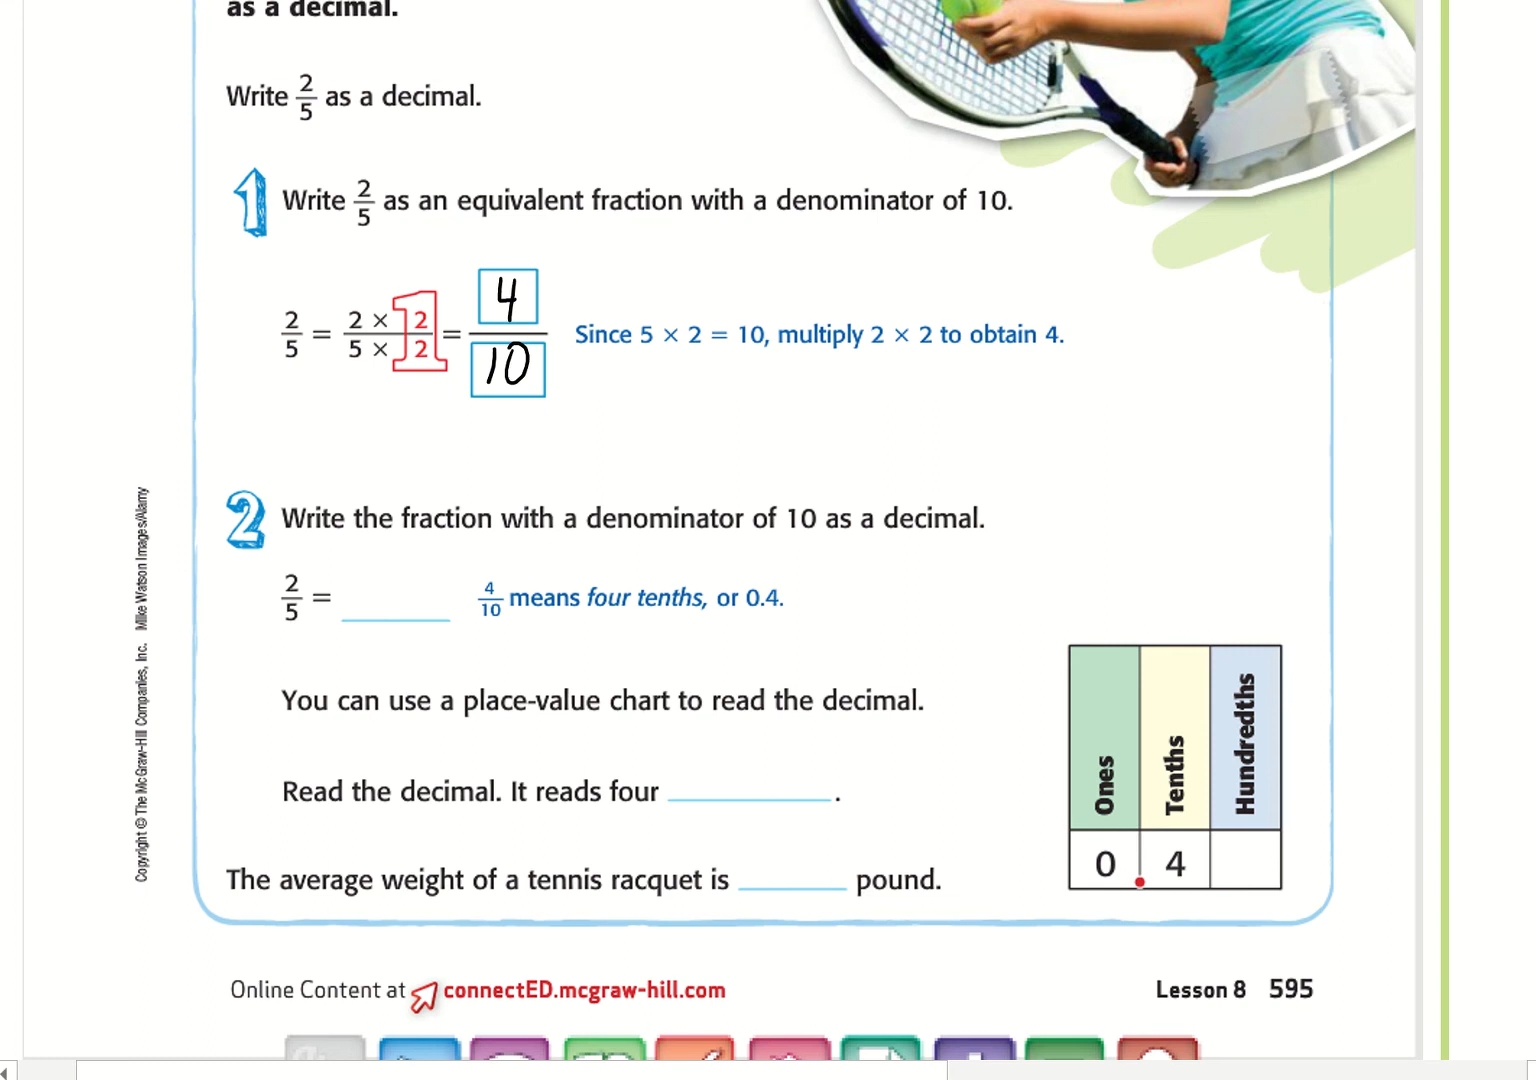 as a decimal.
Write 2/5 as a decimal.
1 Write 2/5 as an equivalent fraction with a denominator of 10.
2/5 = 2 × 2 / 5 × 2 = 4/10 Since 5 × 2 = 10, multiply 2 × 2 to obtain 4.
2 Write the fraction with a denominator of 10 as a decimal.
2/5 = ______ 4/10 means four tenths, or 0.4.
You can use a place-value chart to read the decimal.
Read the decimal. It reads four ______ .
The average weight of a tennis racquet is ______ pound.
Ones Tenths Hundredths
0 . 4
Copyright © The McGraw-Hill Companies, Inc. Mike Watson Images/Alamy
Online Content at connectED.mcgraw-hill.com
Lesson 8 595